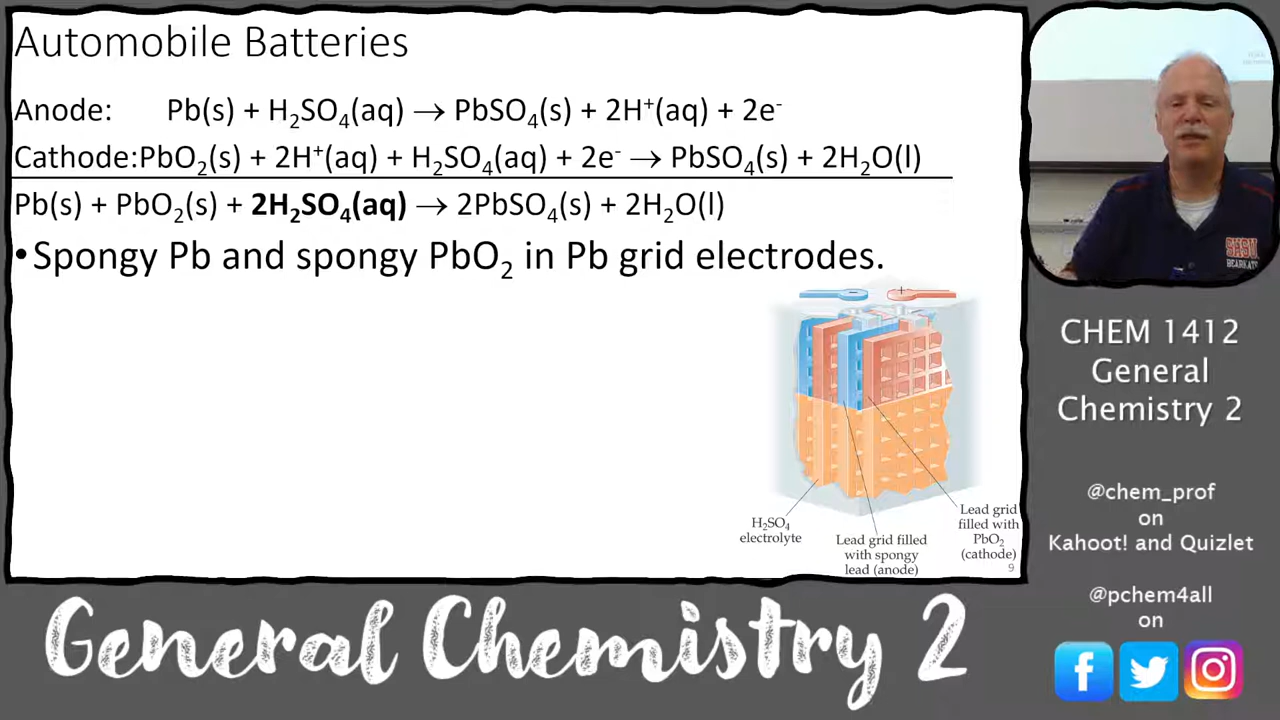 Automobile Batteries
Anode: Pb(s) + H₂SO₄(aq) → PbSO₄(s) + 2H⁺(aq) + 2e⁻
Cathode:PbO₂(s) + 2H⁺(aq) + H₂SO₄(aq) + 2e⁻ → PbSO₄(s) + 2H₂O(l)
Pb(s) + PbO₂(s) + 2H₂SO₄(aq) → 2PbSO₄(s) + 2H₂O(l)
•Spongy Pb and spongy PbO₂ in Pb grid electrodes.
− +
H₂SO₄
electrolyte
Lead grid filled
with spongy
lead (anode)
Lead grid
filled with
PbO₂
(cathode)
9
SHSU
BEARKATS
CHEM 1412
General
Chemistry 2
@chem_prof
on
Kahoot! and Quizlet
@pchem4all
on
General Chemistry 2